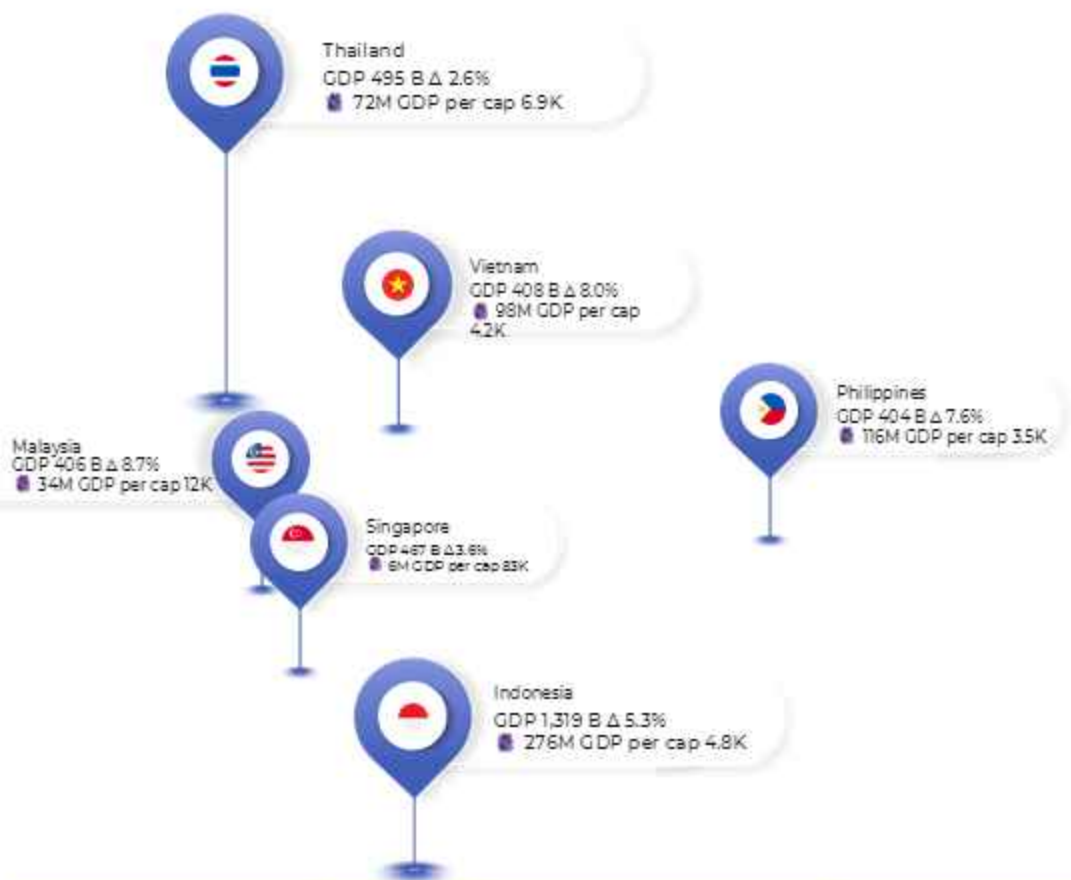 Thailand
GDP 495 B Δ 2.6%
72M GDP per cap 6.9K
Vietnam
GDP 408 B Δ 8.0%
98M GDP per cap
4.2K
Philippines
GDP 404 B Δ 7.6%
116M GDP per cap 3.5K
Malaysia
GDP 406 B Δ 8.7%
34M GDP per cap 12K
Singapore
GDP 467 B Δ3.6%
6M GDP per cap 83K
Indonesia
GDP 1,319 B Δ 5.3%
276M GDP per cap 4.8K